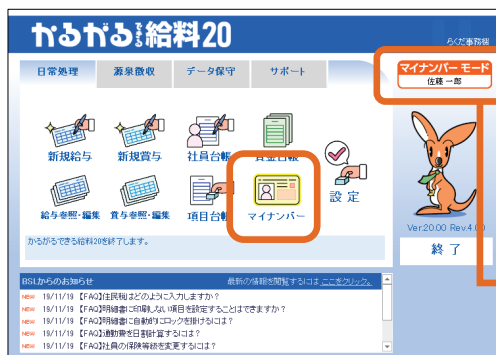 かるがるできる給料20
らくだ事務機
日常処理 源泉徴収 データ保守 サポート
マイナンバー モード
佐藤 一郎
新規給与 新規賞与 社員台帳 賃金台帳
設定
給与参照・編集 賞与参照・編集 項目台帳 マイナンバー
Ver.20.00 Rev.4.00
終了
かるがるできる給料20を終了します。
BSLからのお知らせ 最新の情報を閲覧するには ここをクリック。
NEW 19/11/19 【FAQ】住民税はどのように入力しますか？
NEW 19/11/19 【FAQ】明細書に印刷しない項目を設定することはできますか？
NEW 19/11/19 【FAQ】明細書に自動的にロックを掛けるには？
NEW 19/11/19 【FAQ】通勤費を日割計算するには？
NEW 19/11/19 【FAQ】社員の保険等級を変更するには？